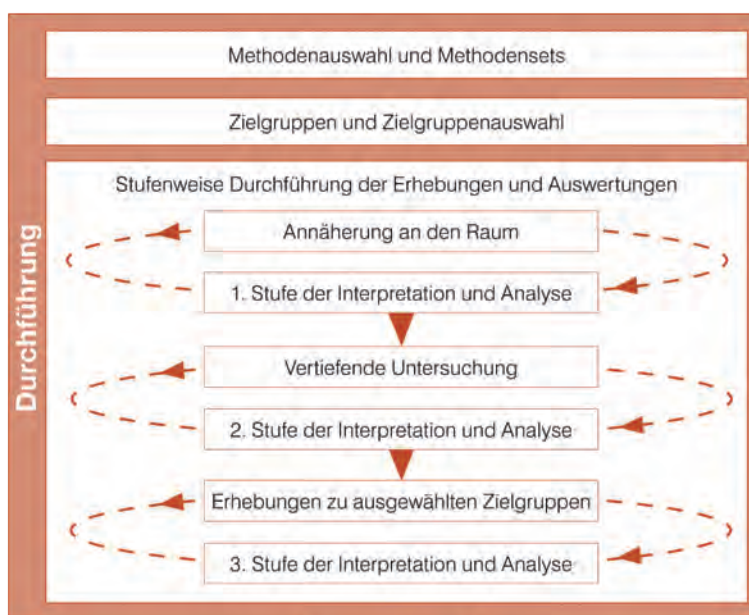 Durchführung
Methodenauswahl und Methodensets
Zielgruppen und Zielgruppenauswahl
Stufenweise Durchführung der Erhebungen und Auswertungen
Annäherung an den Raum
1. Stufe der Interpretation und Analyse
Vertiefende Untersuchung
2. Stufe der Interpretation und Analyse
Erhebungen zu ausgewählten Zielgruppen
3. Stufe der Interpretation und Analyse